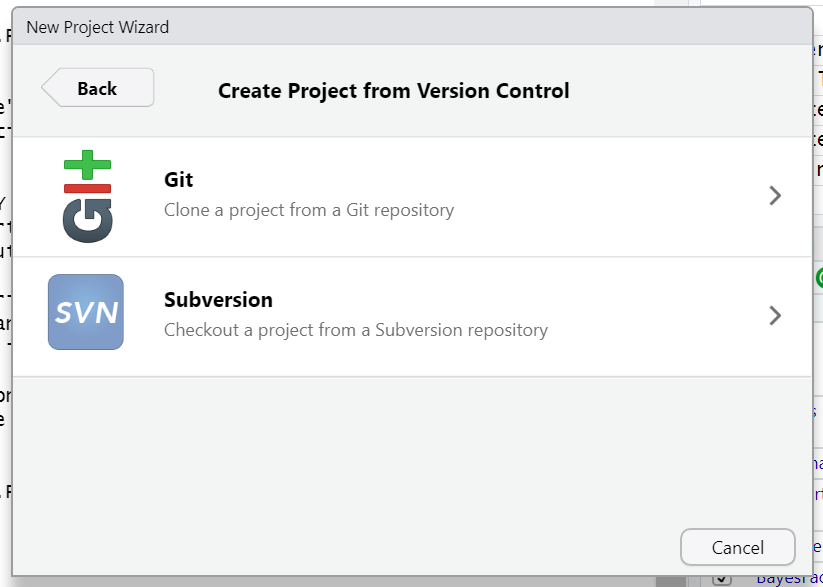 New Project Wizard
Back
Create Project from Version Control
Git
Git
Clone a project from a Git repository
SVN
Subversion
Checkout a project from a Subversion repository
Cancel